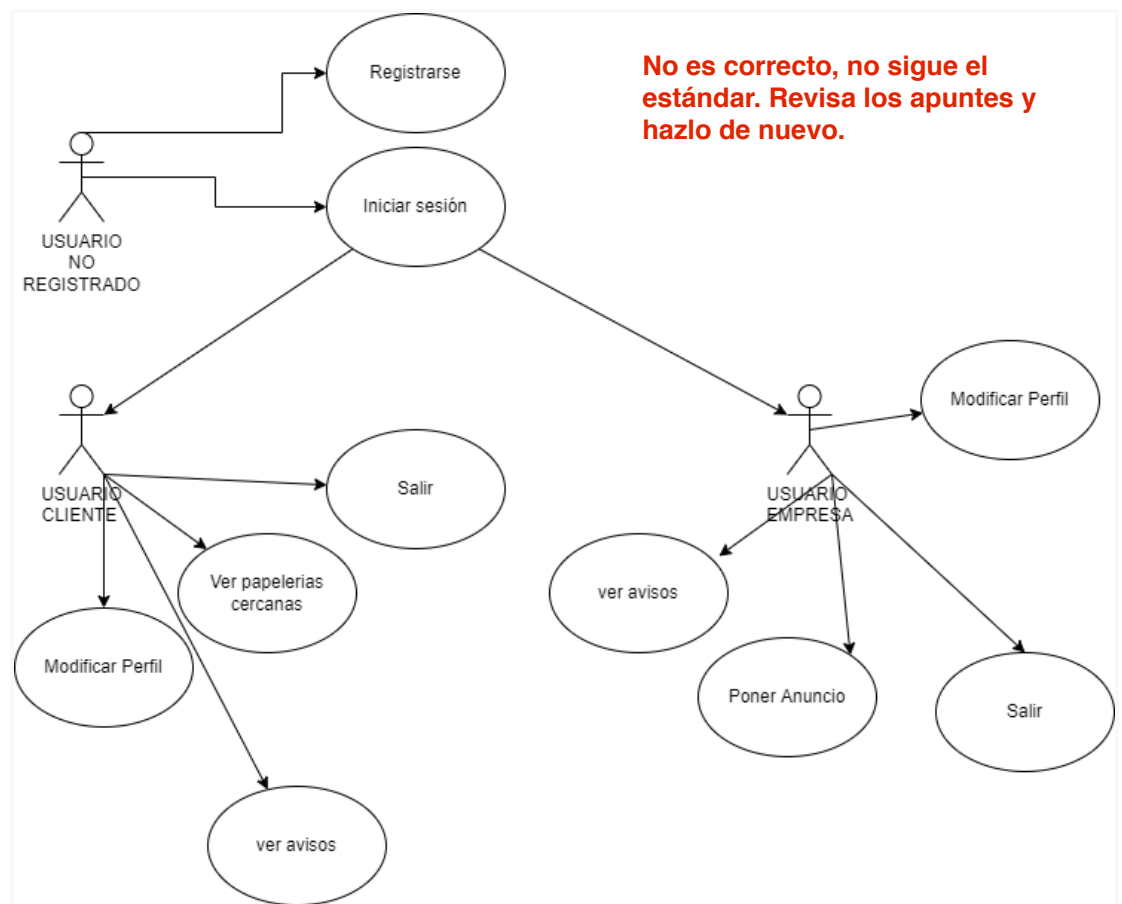 Registrarse
No es correcto, no sigue el
estándar. Revisa los apuntes y
hazlo de nuevo.
Iniciar sesión
USUARIO
NO
REGISTRADO
Modificar Perfil
USUARIO
CLIENTE
Salir
USUARIO
EMPRESA
Ver papelerias
cercanas
ver avisos
Modificar Perfil
Poner Anuncio
Salir
ver avisos